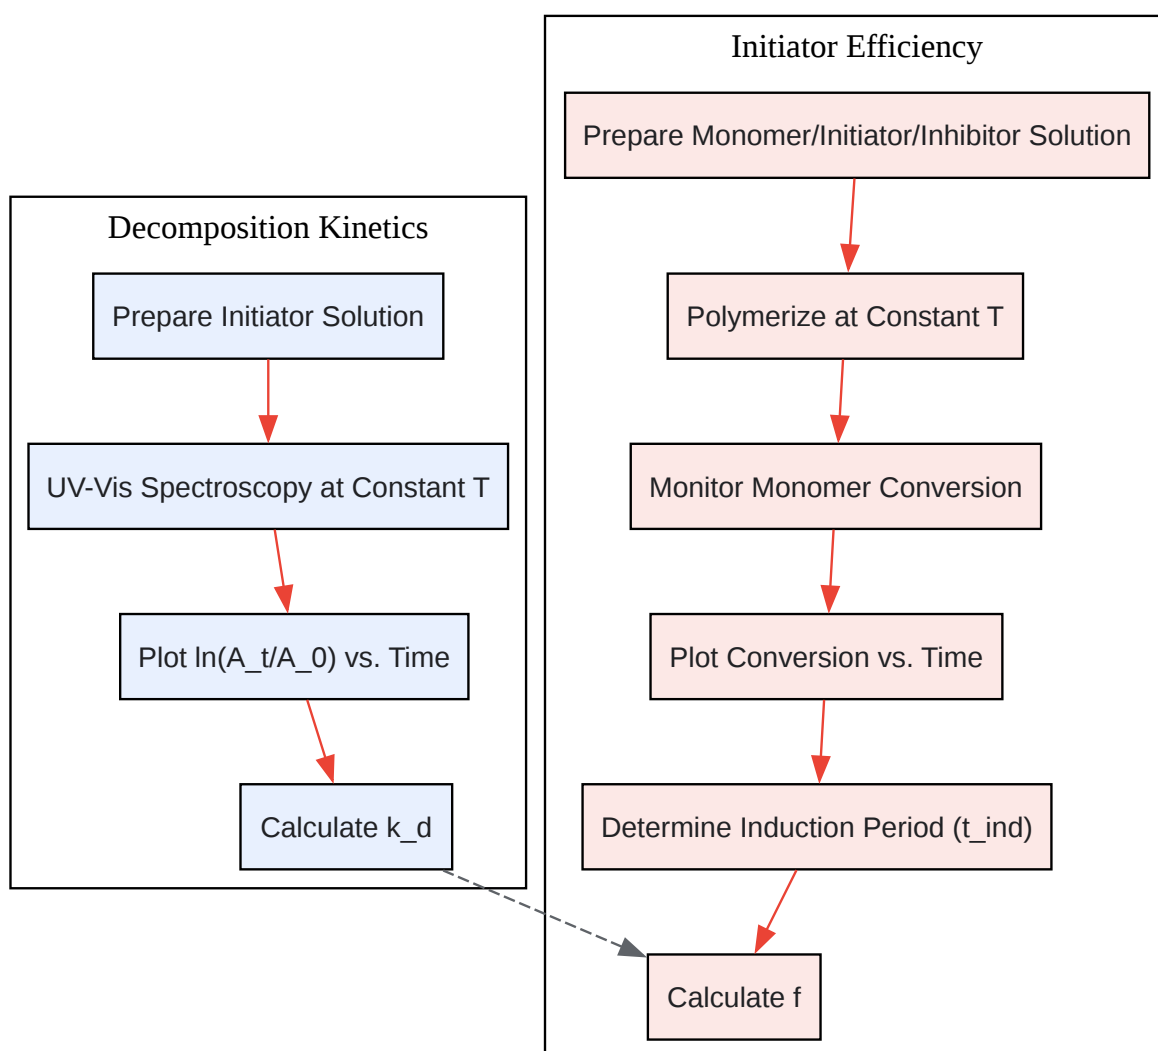 Decomposition Kinetics
Prepare Initiator Solution
UV-Vis Spectroscopy at Constant T
Plot ln(A_t/A_0) vs. Time
Calculate k_d
Initiator Efficiency
Prepare Monomer/Initiator/Inhibitor Solution
Polymerize at Constant T
Monitor Monomer Conversion
Plot Conversion vs. Time
Determine Induction Period (t_ind)
Calculate f